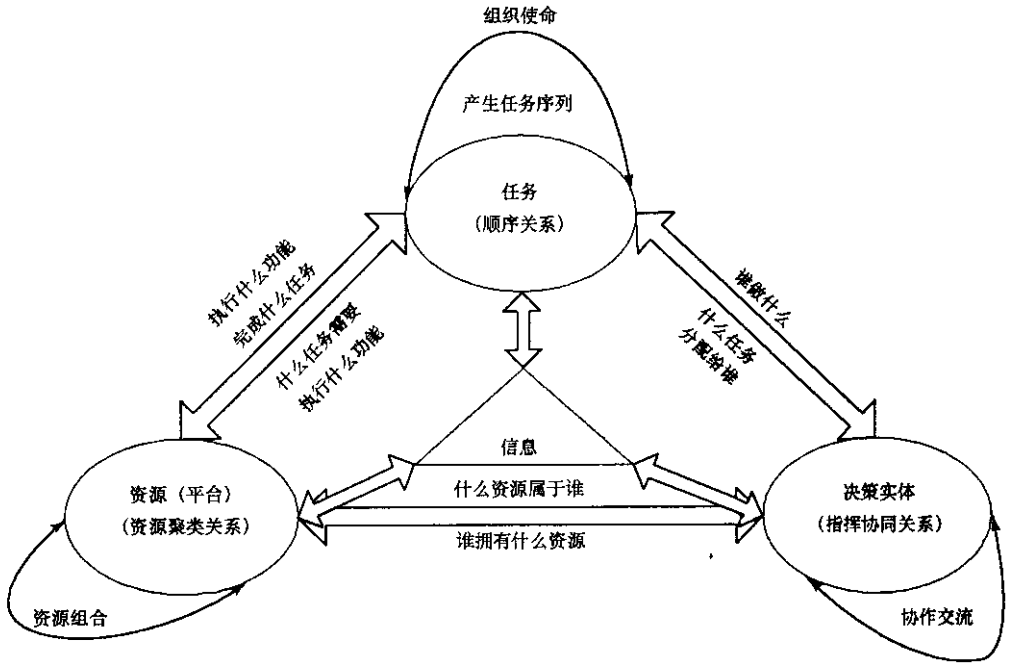 组织使命
产生任务序列
任务
（顺序关系）
执行什么功能
完成什么任务
什么任务需要
执行什么功能
谁做什么
什么任务
分配给谁
信息
什么资源属于谁
谁拥有什么资源
资源（平台）
（资源聚类关系）
资源组合
决策实体
（指挥协同关系）
协作交流